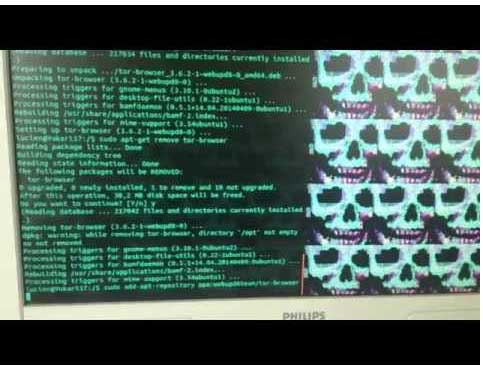 Reading database ... 217034 files and directories currently installed
Preparing to unpack .../tor-browser_3.6.2-1~webupd8~0_amd64.deb ...
Unpacking tor-browser (3.6.2-1~webupd8~0) ...
Processing triggers for gnome-menus (3.10.1-0ubuntu2) ...
Processing triggers for desktop-file-utils (0.22-1ubuntu1) ...
Processing triggers for bamfdaemon (0.5.1+14.04.20140409-0ubuntu1) ...
Rebuilding /usr/share/applications/bamf-2.index...
Processing triggers for mime-support (3.54ubuntu1) ...
Setting up tor-browser (3.6.2-1~webupd8~0) ...
sudo apt-get remove tor-browser
Reading package lists... Done
Building dependency tree
Reading state information... Done
The following packages will be REMOVED:
tor-browser
0 upgraded, 0 newly installed, 1 to remove and 19 not upgraded.
After this operation, 30,2 MB disk space will be freed.
Do you want to continue? [Y/n] y
(Reading database ... 217042 files and directories currently installed
.)
Removing tor-browser (3.6.2-1~webupd8~0) ...
dpkg: warning: while removing tor-browser, directory '/opt' not empty
so not removed
Processing triggers for gnome-menus (3.10.1-0ubuntu2) ...
Processing triggers for desktop-file-utils (0.22-1ubuntu1) ...
Processing triggers for bamfdaemon (0.5.1+14.04.20140409-0ubuntu1) ...
Rebuilding /usr/share/applications/bamf-2.index...
Processing triggers for mime-support (3.54ubuntu1) ...
sudo add-apt-repository ppa:webupd8team/tor-browser
PHILIPS